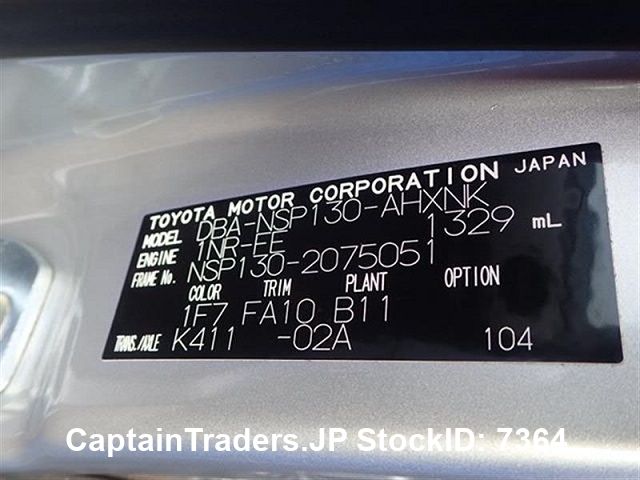 TOYOTA MOTOR CORPORATION JAPAN
MODEL DBA-NSP130-AHXNK
ENGINE 1NR-FE 1329 mL
FRAME No. NSP130-2075051
COLOR TRIM PLANT OPTION
1F7 FA10 B11
TRANS./AXLE K411 -02A 104
CaptainTraders.JP StockID: 7364